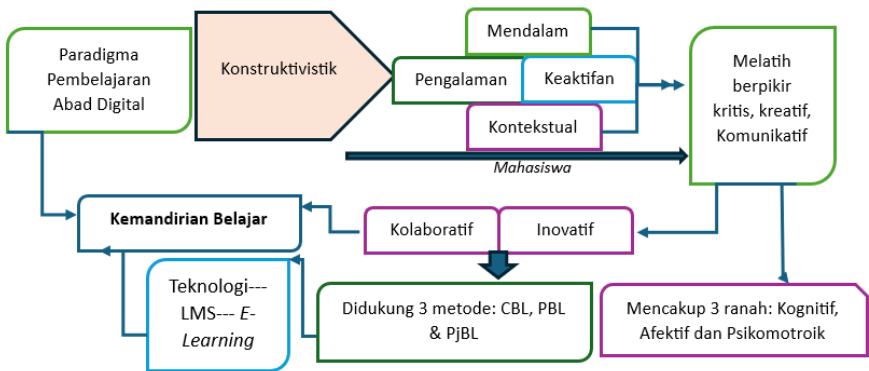 Paradigma
Pembelajaran
Abad Digital
Konstruktivistik
Mendalam
Pengalaman
Keaktifan
Kontekstual
Mahasiswa
Melatih
berpikir
kritis, kreatif,
Komunikatif
Kemandirian Belajar
Kolaboratif
Inovatif
Teknologi---
LMS--- E-
Learning
Didukung 3 metode: CBL, PBL
& PjBL
Mencakup 3 ranah: Kognitif,
Afektif dan Psikomotroik